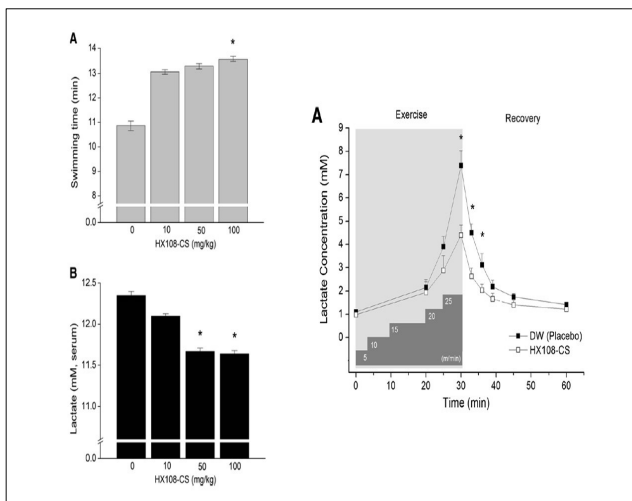 A
*
Swimming time (min)
14
13
12
11
10
9
8
0.0
0 10 50 100
HX108-CS (mg/kg)
B
Lactate (mM, serum)
12.5
12.0
* *
11.5
11.0
0.0
0 10 50 100
HX108-CS (mg/kg)
A
Exercise Recovery
Lactate Concentration (mM)
9
8
*
7
6
5
*
4
*
3
2
1
0
25
20
15
10
5
(m/min)
DW (Placebo)
HX108-CS
0 10 20 30 40 50 60
Time (min)